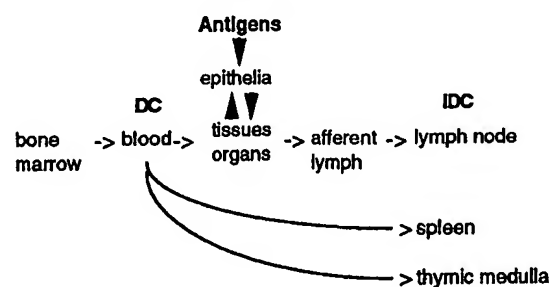 Antigens
epithelia
DC IDC
bone marrow -> blood -> tissues organs -> afferent lymph -> lymph node
> spleen
> thymic medulla